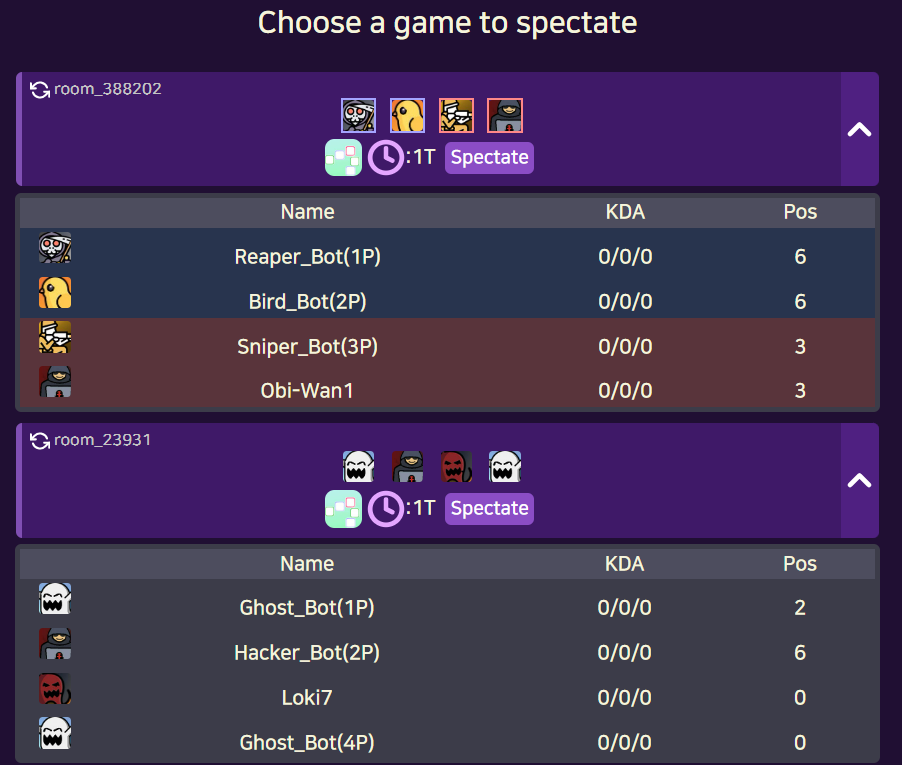 Choose a game to spectate
room_388202
:1T Spectate
Name KDA Pos
Reaper_Bot(1P) 0/0/0 6
Bird_Bot(2P) 0/0/0 6
Sniper_Bot(3P) 0/0/0 3
Obi-Wan1 0/0/0 3
room_23931
:1T Spectate
Name KDA Pos
Ghost_Bot(1P) 0/0/0 2
Hacker_Bot(2P) 0/0/0 6
Loki7 0/0/0 0
Ghost_Bot(4P) 0/0/0 0